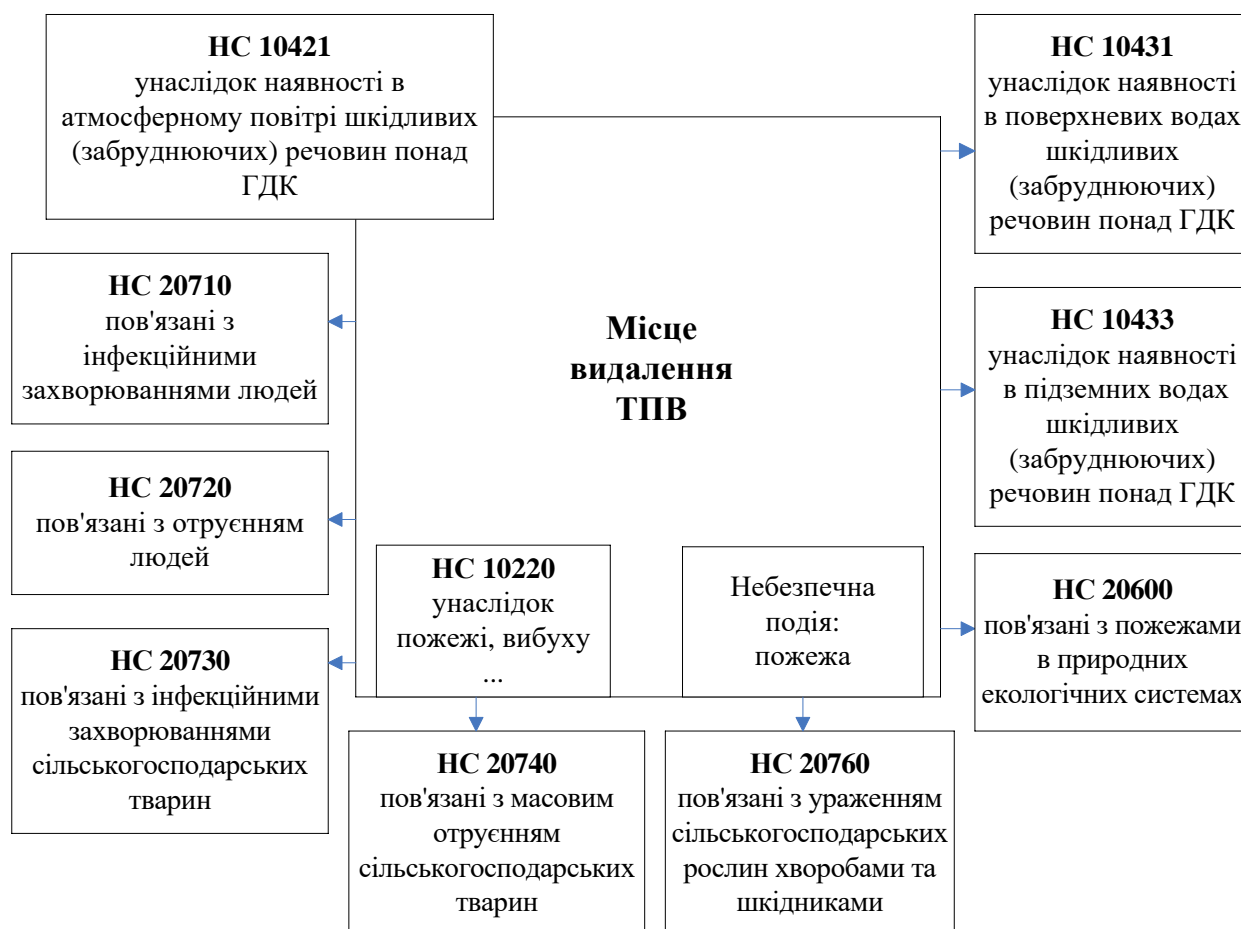 НС 10421
унаслідок наявності в
атмосферному повітрі шкідливих
(забруднюючих) речовин понад
ГДК
НС 10431
унаслідок наявності
в поверхневих водах
шкідливих
(забруднюючих)
речовин понад ГДК
НС 20710
пов'язані з
інфекційними
захворюваннями людей
Місце
видалення
ТПВ
НС 10433
унаслідок наявності
в підземних водах
шкідливих
(забруднюючих)
речовин понад ГДК
НС 20720
пов'язані з отруєнням
людей
НС 10220
унаслідок
пожежі, вибуху
...
Небезпечна
подія:
пожежа
НС 20600
пов'язані з пожежами
в природних
екологічних системах
НС 20730
пов'язані з інфекційними
захворюваннями
сільськогосподарських
тварин
НС 20740
пов'язані з масовим
отруєнням
сільськогосподарських
тварин
НС 20760
пов'язані з ураженням
сільськогосподарських
рослин хворобами та
шкідниками